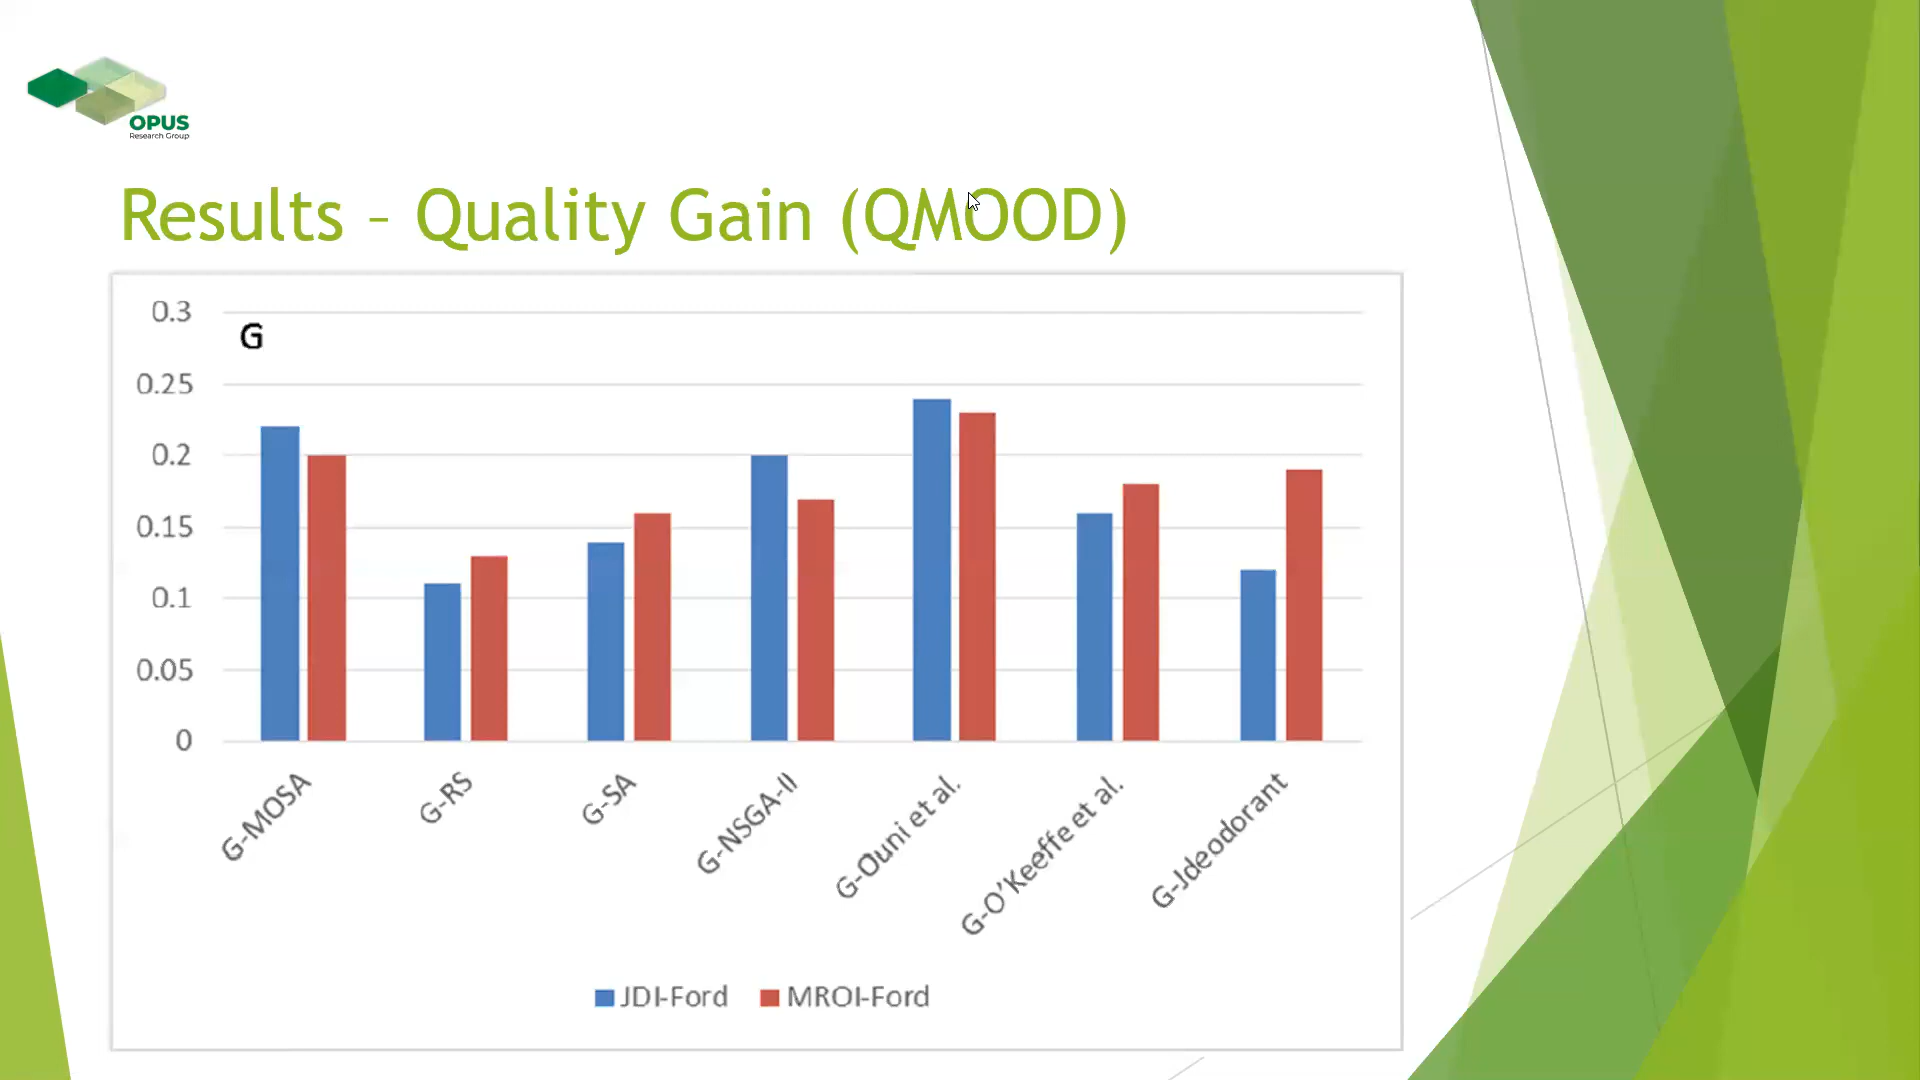 OPUS
Research Group
Results – Quality Gain (QMOOD)
G
0.3
0.25
0.2
0.15
0.1
0.05
0
G-MOSA
G-RS
G-SA
G-NSGA-II
G-Ouni et al.
G-O'Keeffe et al.
G-Jdeodorant
JDI-Ford
MROI-Ford